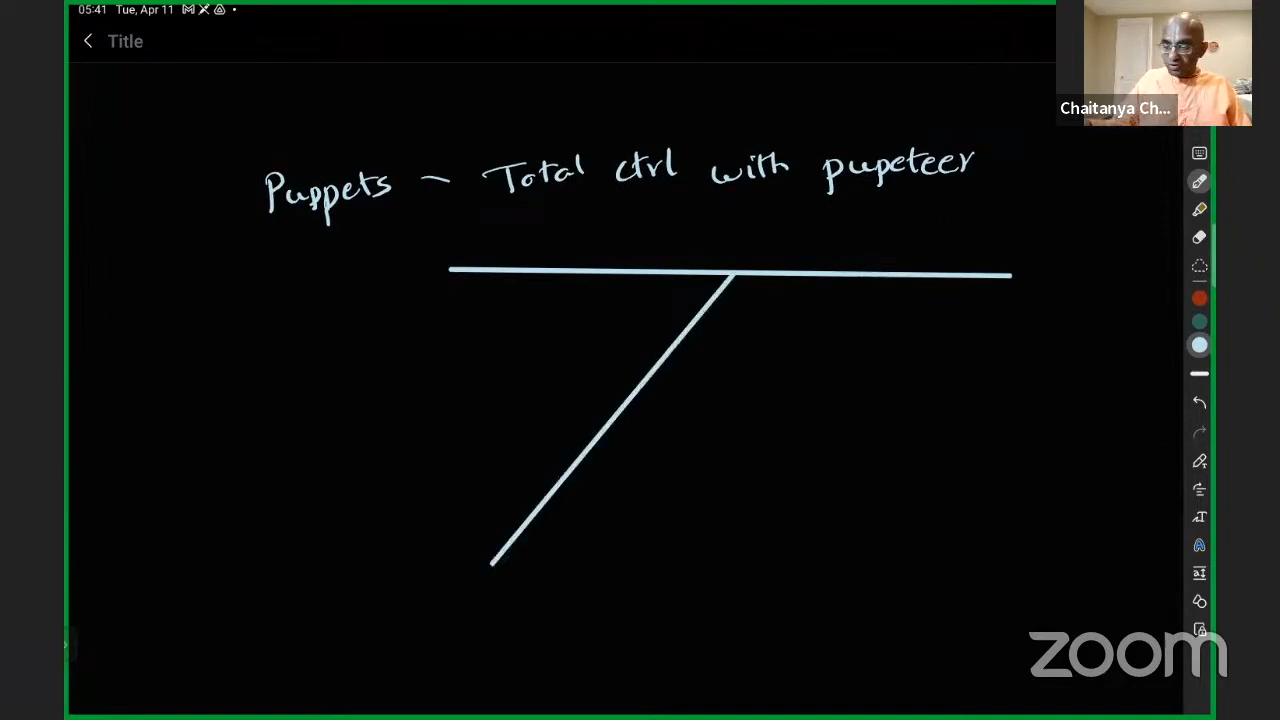 05:41 Tue, Apr 11
Title
Chaitanya Ch...
Puppets - Total ctrl with pupeteer
zoom